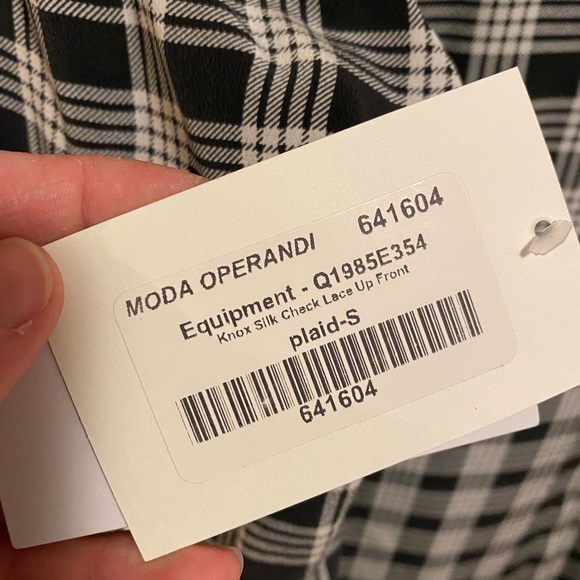 MODA OPERANDI 641604
Equipment - Q1985E354
Knox Silk Check Lace Up Front
plaid-S
641604